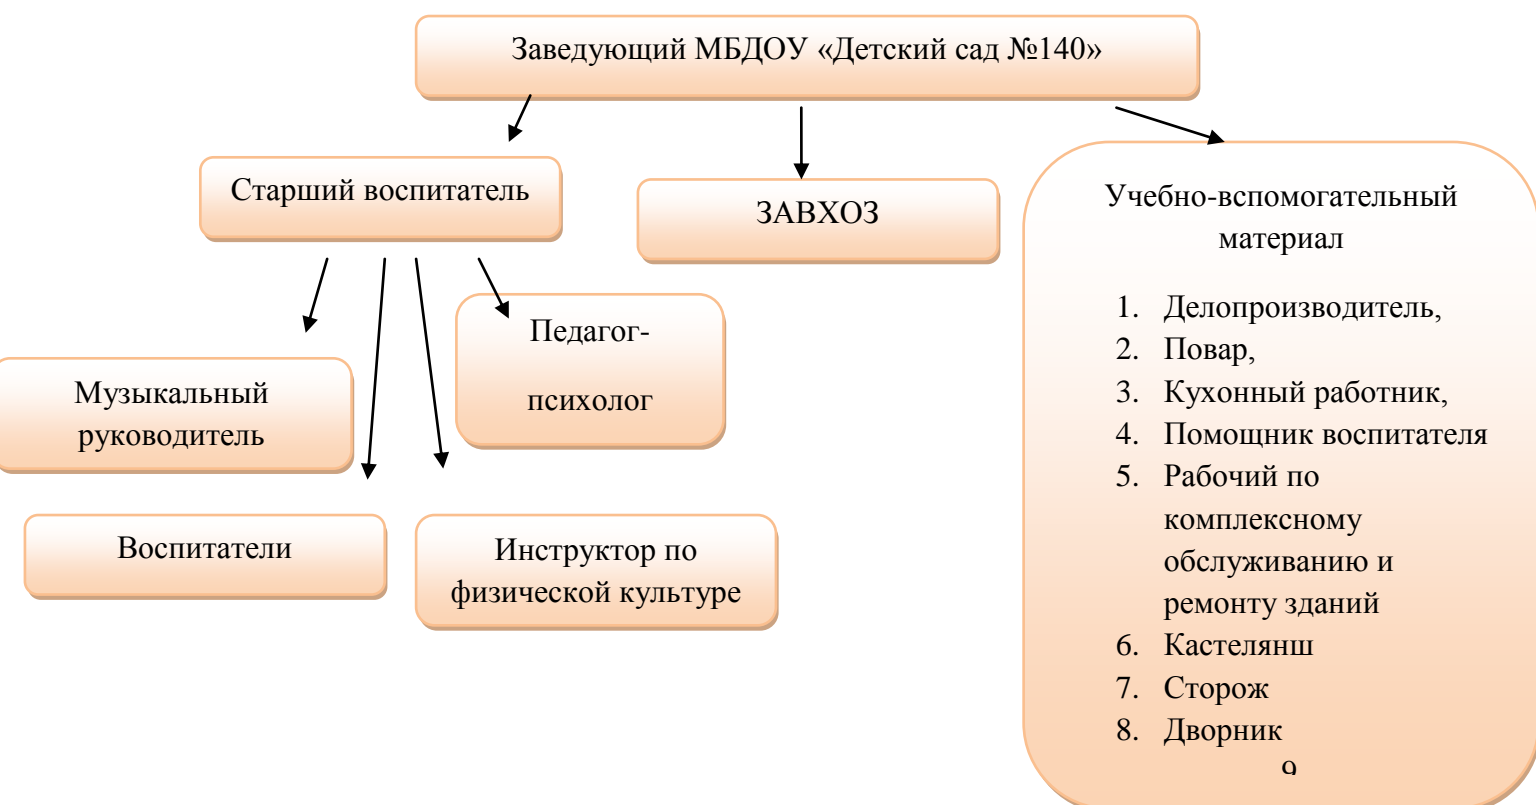 Заведующий МБДОУ «Детский сад №140»
Старший воспитатель
ЗАВХОЗ
Учебно-вспомогательный
материал
1. Делопроизводитель,
2. Повар,
3. Кухонный работник,
4. Помощник воспитателя
5. Рабочий по
комплексному
обслуживанию и
ремонту зданий
6. Кастелянш
7. Сторож
8. Дворник
9
Педагог-
психолог
Музыкальный
руководитель
Воспитатели
Инструктор по
физической культуре